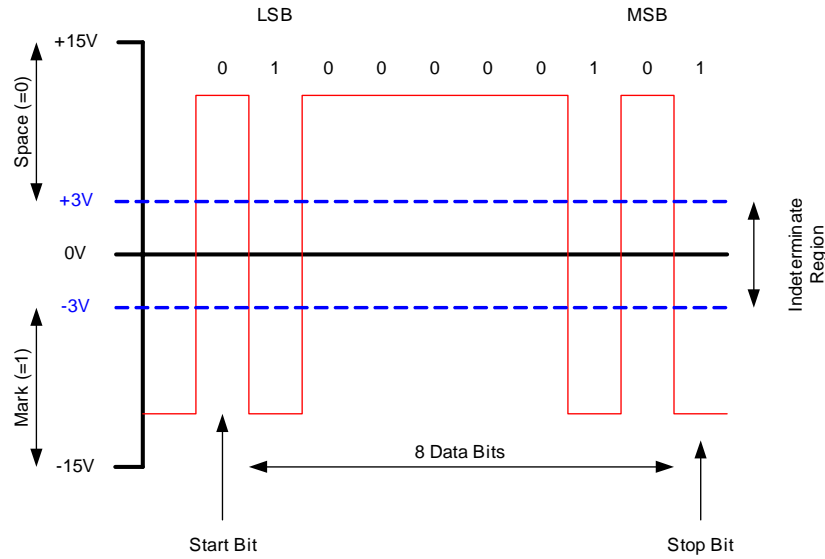 LSB MSB
+15V
0 1 0 0 0 0 0 1 0 1
Space (=0)
+3V
0V
Indeterminate
Region
-3V
Mark (=1)
8 Data Bits
-15V
Start Bit Stop Bit